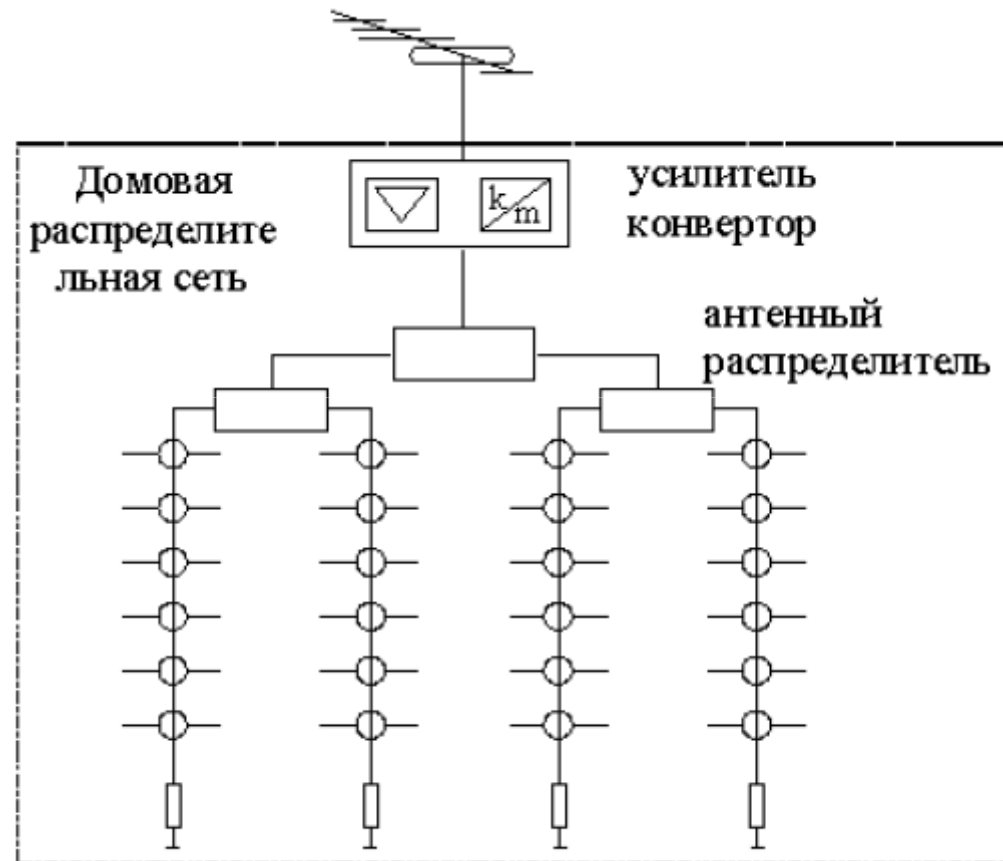 Домовая
распределите
льная сеть
k/m
усилитель
конвертор
антенный
распределитель